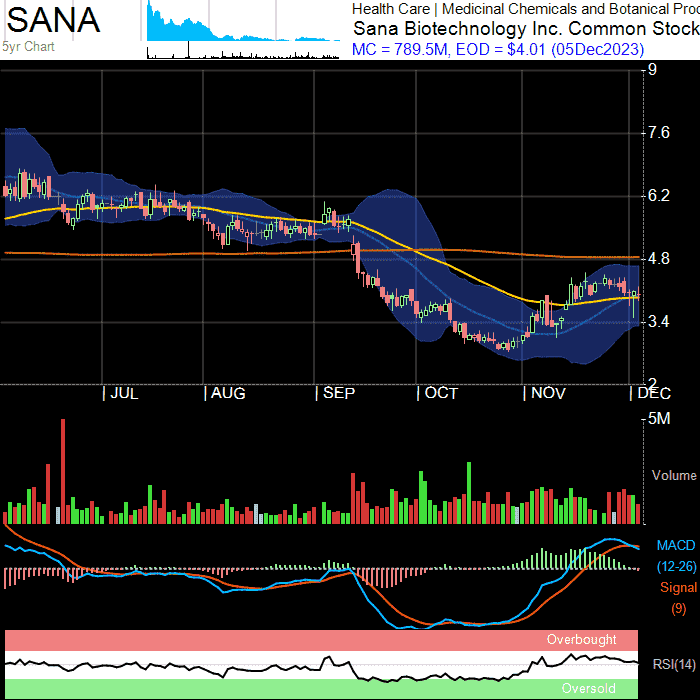 SANA
5yr Chart
Health Care | Medicinal Chemicals and Botanical Proc
Sana Biotechnology Inc. Common Stock
MC = 789.5M, EOD = $4.01 (05Dec2023)
9
7.6
6.2
4.8
3.4
2
| JUL | AUG | SEP | OCT | NOV | DEC
5M
Volume
MACD
(12-26)
Signal
(9)
Overbought
RSI(14)
Oversold